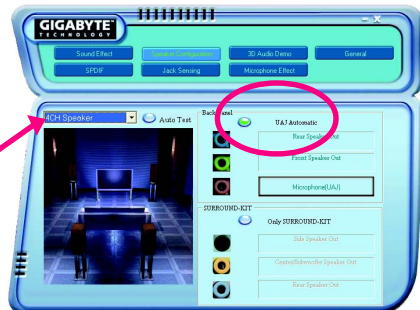 GIGABYTE
TECHNOLOGY
Sound Effect
Speaker Configuration
3D Audio Demo
General
SPDIF
Jack Sensing
Microphone Effect
4CH Speaker
Auto Test
Back Panel
UAJ Automatic
Rear Speaker Out
Front Speaker Out
Microphone(UAJ)
SURROUND-KIT
Only SURROUND-KIT
Side Speaker Out
Center/Subwoofer Speaker Out
Rear Speaker Out